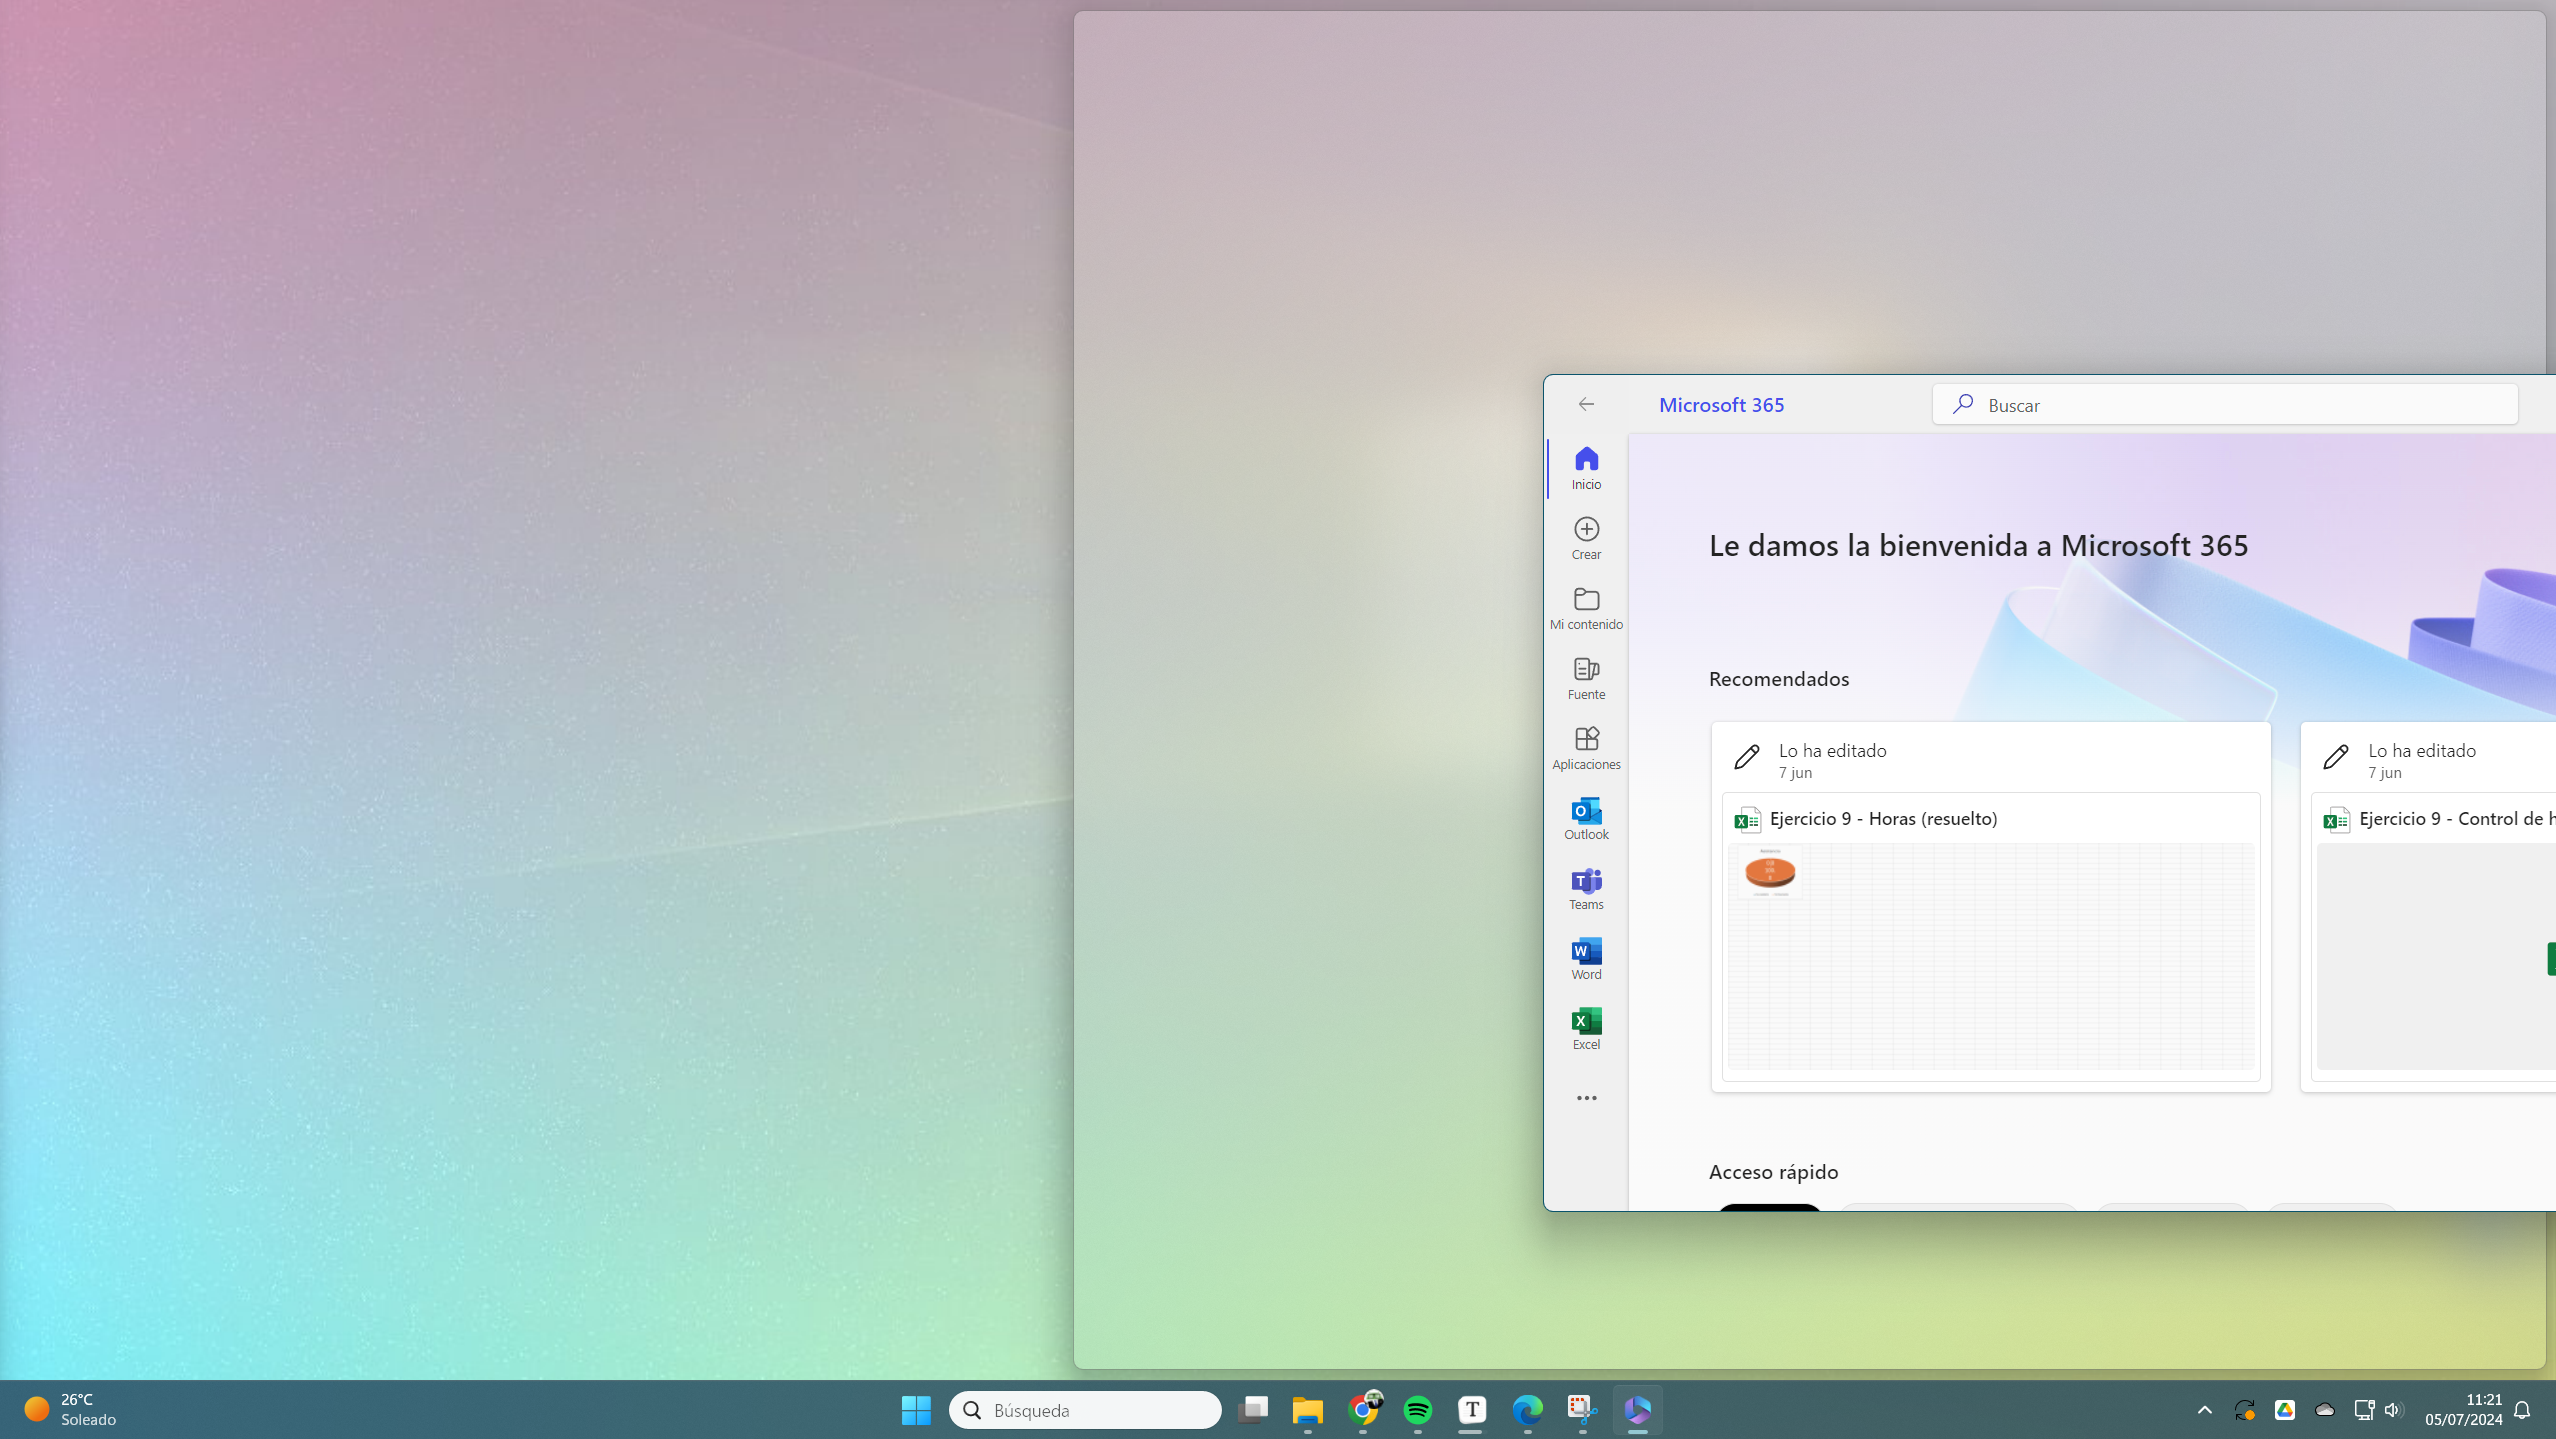 Microsoft 365
Buscar
Inicio
Crear
Mi contenido
Fuente
Aplicaciones
Outlook
Teams
Word
Excel
Le damos la bienvenida a Microsoft 365
Recomendados
Lo ha editado
7 jun
Ejercicio 9 - Horas (resuelto)
Lo ha editado
7 jun
Ejercicio 9 - Control de h
Acceso rápido
26°C
Soleado
Búsqueda
11:21
05/07/2024